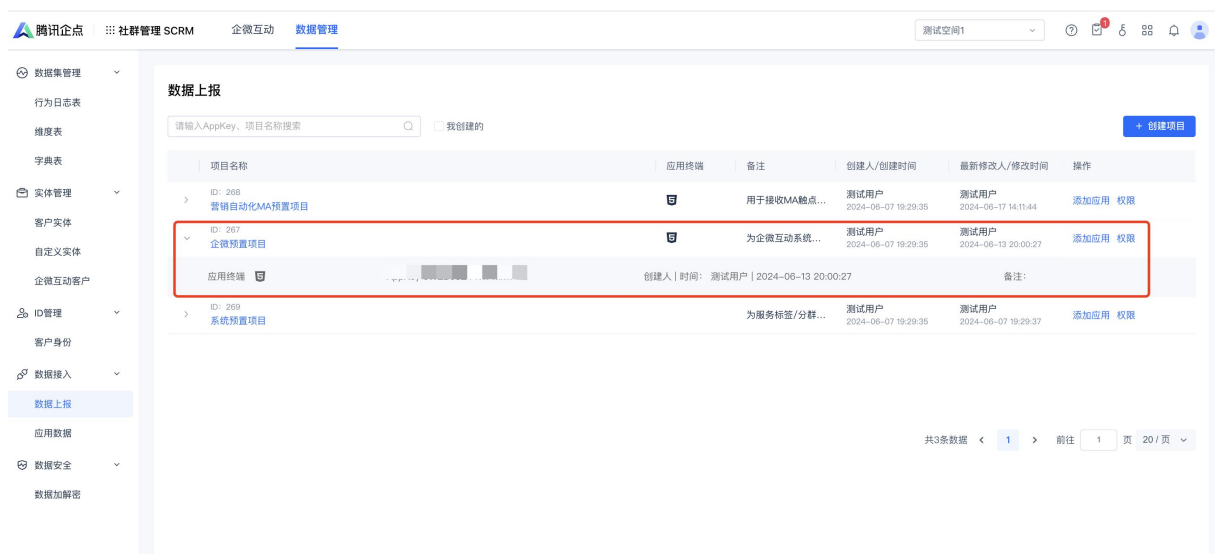 腾讯企点 社群管理 SCRM 企微互动 数据管理 测试空间1 1
数据集管理
行为日志表
维度表
字典表
实体管理
客户实体
自定义实体
企微互动客户
ID管理
客户身份
数据接入
数据上报
应用数据
数据安全
数据加解密
数据上报
请输入AppKey、项目名称搜索 我创建的 + 创建项目
项目名称 应用终端 备注 创建人/创建时间 最新修改人/修改时间 操作
ID: 268
营销自动化MA预置项目 用于接收MA触点... 测试用户 测试用户 添加应用 权限
2024-06-07 19:29:35 2024-06-17 14:11:44
ID: 267
企微预置项目 为企微互动系统... 测试用户 测试用户 添加应用 权限
2024-06-07 19:29:35 2024-06-13 20:00:27
应用终端 创建人 | 时间: 测试用户 | 2024-06-13 20:00:27 备注:
ID: 269
系统预置项目 为服务标签/分群... 测试用户 测试用户 添加应用 权限
2024-06-07 19:29:35 2024-06-07 19:29:37
共3条数据 < 1 > 前往 1 页 20 / 页